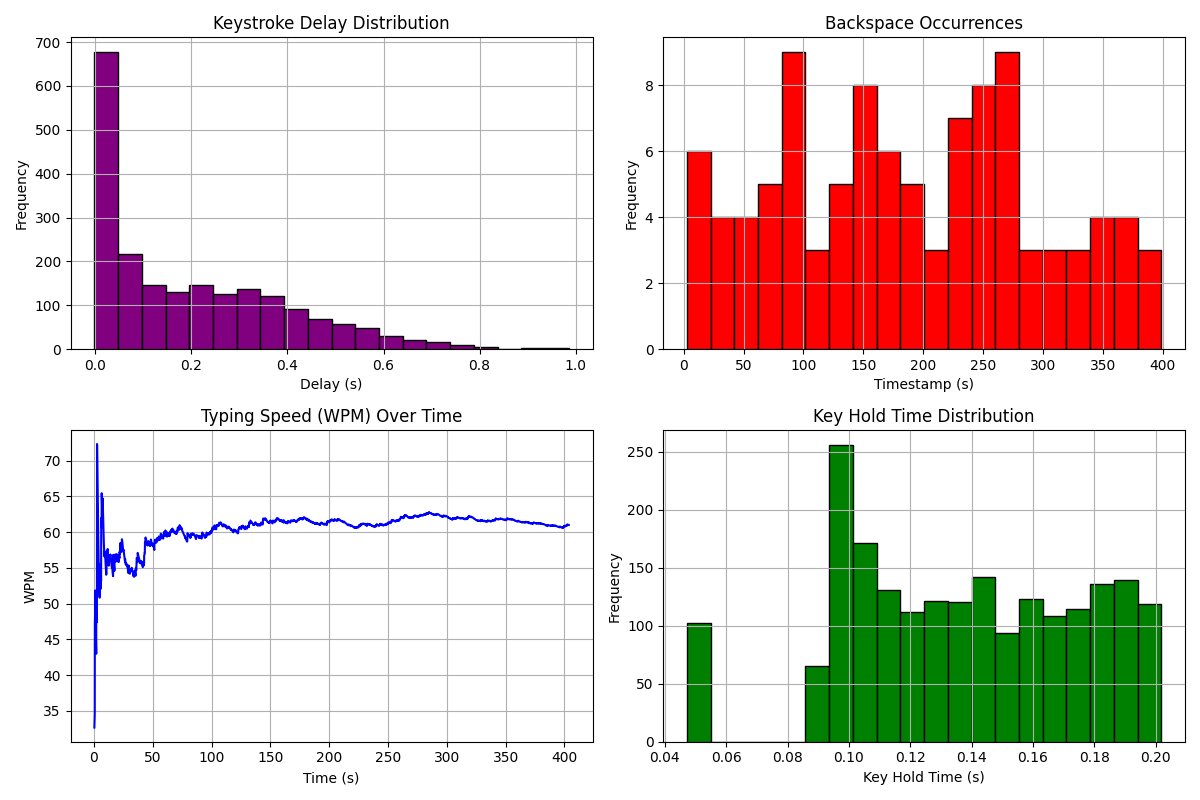 Keystroke Delay Distribution
700
600
500
400
300
200
100
0
Frequency
0.0 0.2 0.4 0.6 0.8 1.0
Delay (s)
Backspace Occurrences
8
6
4
2
0
Frequency
0 50 100 150 200 250 300 350 400
Timestamp (s)
Typing Speed (WPM) Over Time
70
65
60
55
50
45
40
35
WPM
0 50 100 150 200 250 300 350 400
Time (s)
Key Hold Time Distribution
250
200
150
100
50
0
Frequency
0.04 0.06 0.08 0.10 0.12 0.14 0.16 0.18 0.20
Key Hold Time (s)